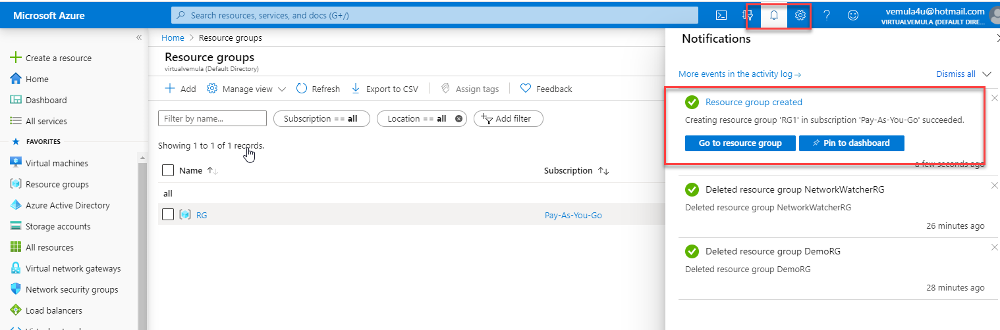 Microsoft Azure
Search resources, services, and docs (G+/)
vemula4u@hotmail.com
VIRTUALVEMULA (DEFAULT DIRE...
«
Create a resource
Home
Dashboard
All services
FAVORITES
Virtual machines
Resource groups
Azure Active Directory
Storage accounts
All resources
Virtual network gateways
Network security groups
Load balancers
Home > Resource groups
Resource groups
virtualvemula (Default Directory)
Add Manage view Refresh Export to CSV Assign tags Feedback
Filter by name... Subscription == all Location == all Add filter
Showing 1 to 1 of 1 records.
Name ↑↓ Subscription ↑↓
all
RG Pay-As-You-Go
Notifications
More events in the activity log → Dismiss all
Resource group created
Creating resource group 'RG1' in subscription 'Pay-As-You-Go' succeeded.
Go to resource group Pin to dashboard
a few seconds ago
Deleted resource group NetworkWatcherRG
Deleted resource group NetworkWatcherRG
26 minutes ago
Deleted resource group DemoRG
Deleted resource group DemoRG
28 minutes ago